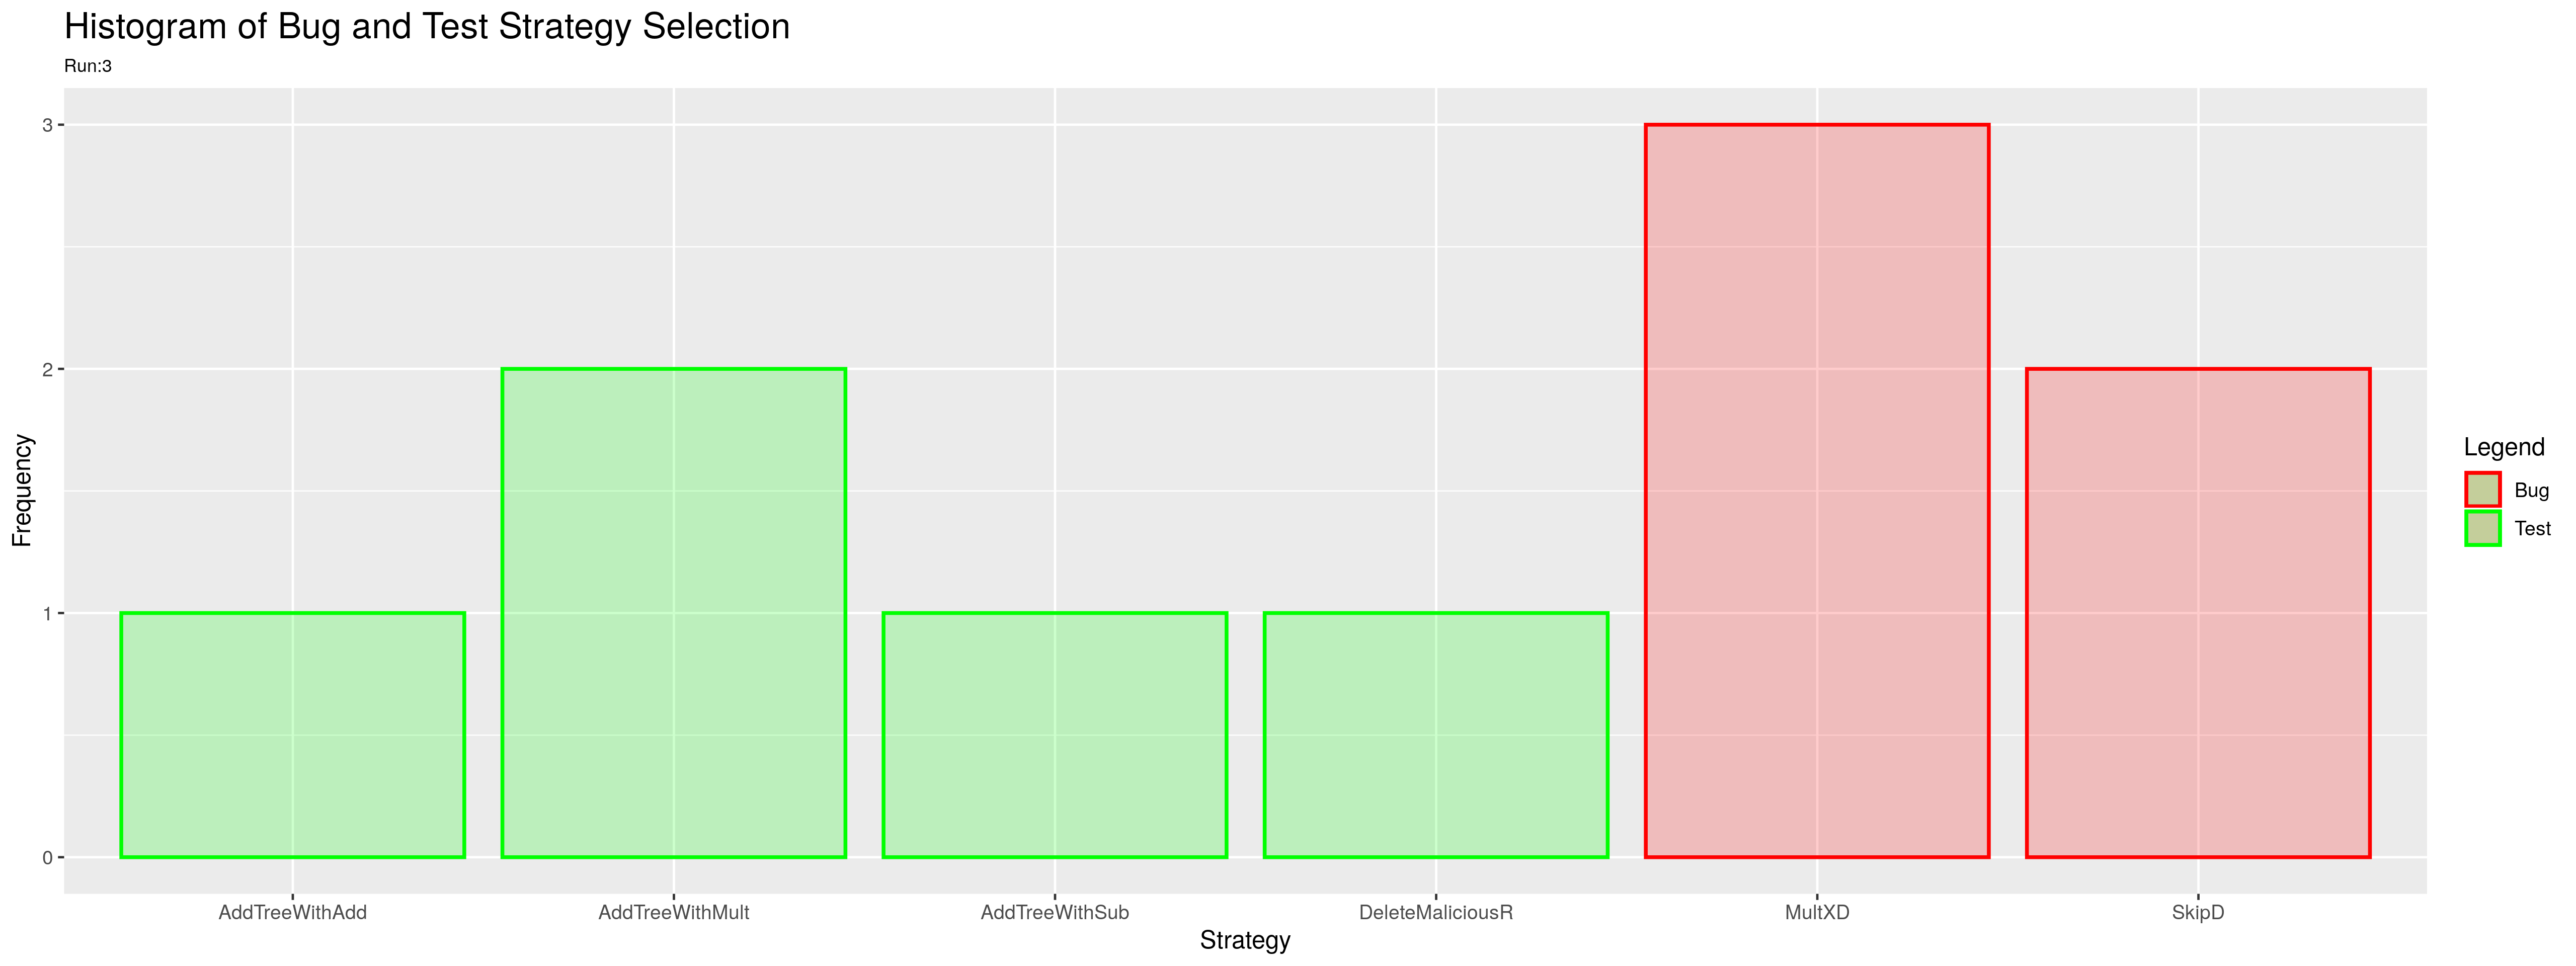 Histogram of Bug and Test Strategy Selection
Run:3
3
2
1
0
Frequency
AddTreeWithAdd
AddTreeWithMult
AddTreeWithSub
DeleteMaliciousR
MultXD
SkipD
Strategy
Legend
Bug
Test